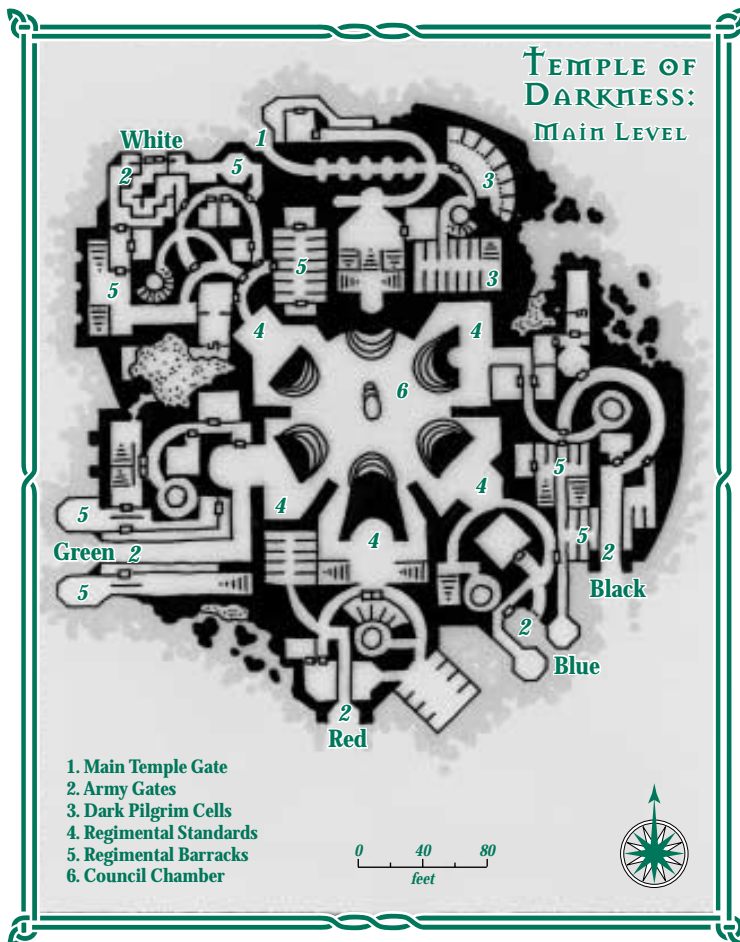 Temple of
Darkness:
Main Level
White
1
2
5
3
5
5
3
4
4
6
5
4
4
5
Green
2
4
5
5
2
Black
2
Blue
2
Red
1. Main Temple Gate
2. Army Gates
3. Dark Pilgrim Cells
4. Regimental Standards
5. Regimental Barracks
6. Council Chamber
0 40 80
feet